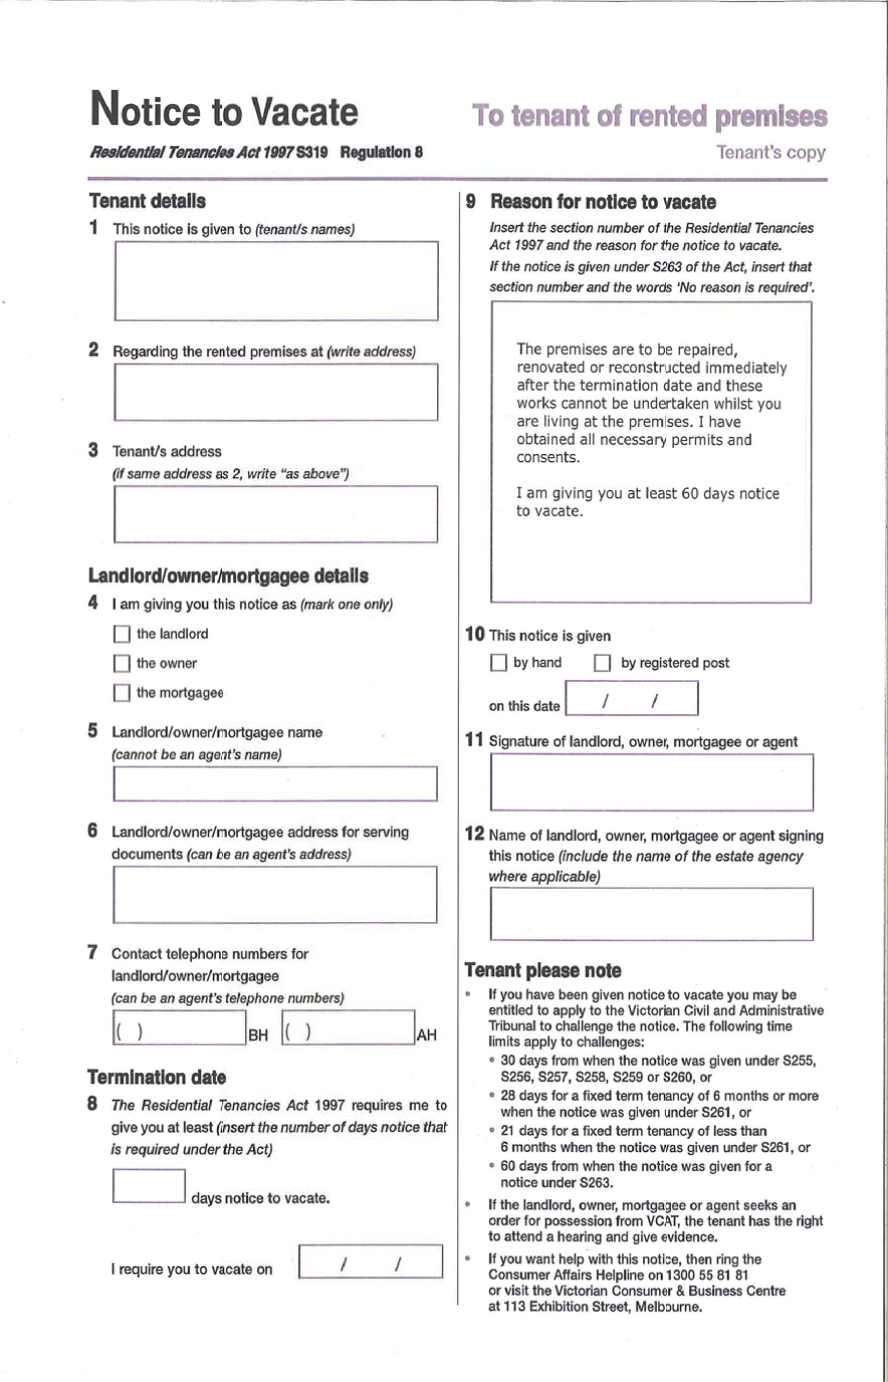 Notice to Vacate
To tenant of rented premises
Residential Tenancies Act 1997 S319 Regulation 8
Tenant's copy
Tenant details
1 This notice is given to (tenant/s names)
2 Regarding the rented premises at (write address)
3 Tenant/s address
(if same address as 2, write "as above")
Landlord/owner/mortgagee details
4 I am giving you this notice as (mark one only)
the landlord
the owner
the mortgagee
5 Landlord/owner/mortgagee name
(cannot be an agent's name)
6 Landlord/owner/mortgagee address for serving
documents (can be an agent's address)
7 Contact telephone numbers for
landlord/owner/mortgagee
(can be an agent's telephone numbers)
( ) BH ( ) AH
Termination date
8 The Residential Tenancies Act 1997 requires me to
give you at least (insert the number of days notice that
is required under the Act)
days notice to vacate.
I require you to vacate on / /
9 Reason for notice to vacate
Insert the section number of the Residential Tenancies
Act 1997 and the reason for the notice to vacate.
If the notice is given under S263 of the Act, insert that
section number and the words 'No reason is required'.
The premises are to be repaired,
renovated or reconstructed immediately
after the termination date and these
works cannot be undertaken whilst you
are living at the premises. I have
obtained all necessary permits and
consents.
I am giving you at least 60 days notice
to vacate.
10 This notice is given
by hand by registered post
on this date / /
11 Signature of landlord, owner, mortgagee or agent
12 Name of landlord, owner, mortgagee or agent signing
this notice (include the name of the estate agency
where applicable)
Tenant please note
• If you have been given notice to vacate you may be
entitled to apply to the Victorian Civil and Administrative
Tribunal to challenge the notice. The following time
limits apply to challenges:
• 30 days from when the notice was given under S255,
S256, S257, S258, S259 or S260, or
• 28 days for a fixed term tenancy of 6 months or more
when the notice was given under S261, or
• 21 days for a fixed term tenancy of less than
6 months when the notice was given under S261, or
• 60 days from when the notice was given for a
notice under S263.
• If the landlord, owner, mortgagee or agent seeks an
order for possession from VCAT, the tenant has the right
to attend a hearing and give evidence.
• If you want help with this notice, then ring the
Consumer Affairs Helpline on 1300 55 81 81
or visit the Victorian Consumer & Business Centre
at 113 Exhibition Street, Melbourne.